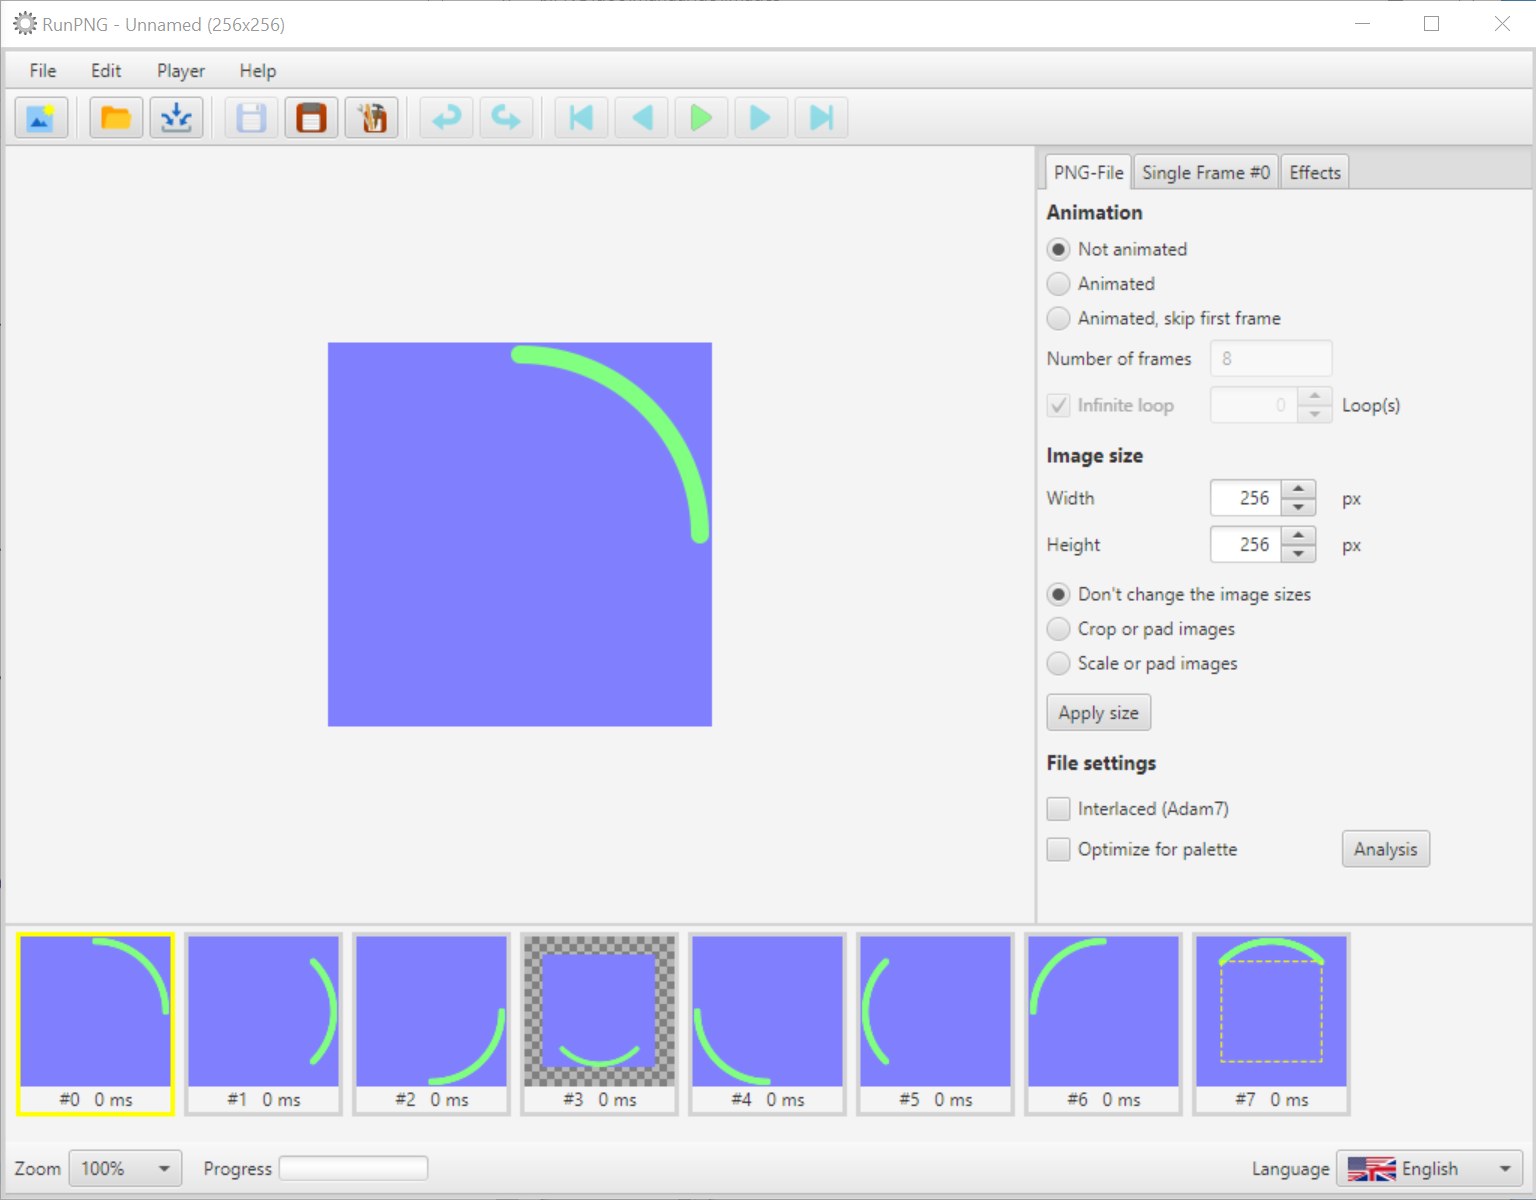 RunPNG - Unnamed (256x256)
File Edit Player Help
PNG-File Single Frame #0 Effects
Animation
Not animated
Animated
Animated, skip first frame
Number of frames 8
Infinite loop 0 Loop(s)
Image size
Width 256 px
Height 256 px
Don't change the image sizes
Crop or pad images
Scale or pad images
Apply size
File settings
Interlaced (Adam7)
Optimize for palette Analysis
#0 0 ms #1 0 ms #2 0 ms #3 0 ms #4 0 ms #5 0 ms #6 0 ms #7 0 ms
Zoom 100% Progress Language English